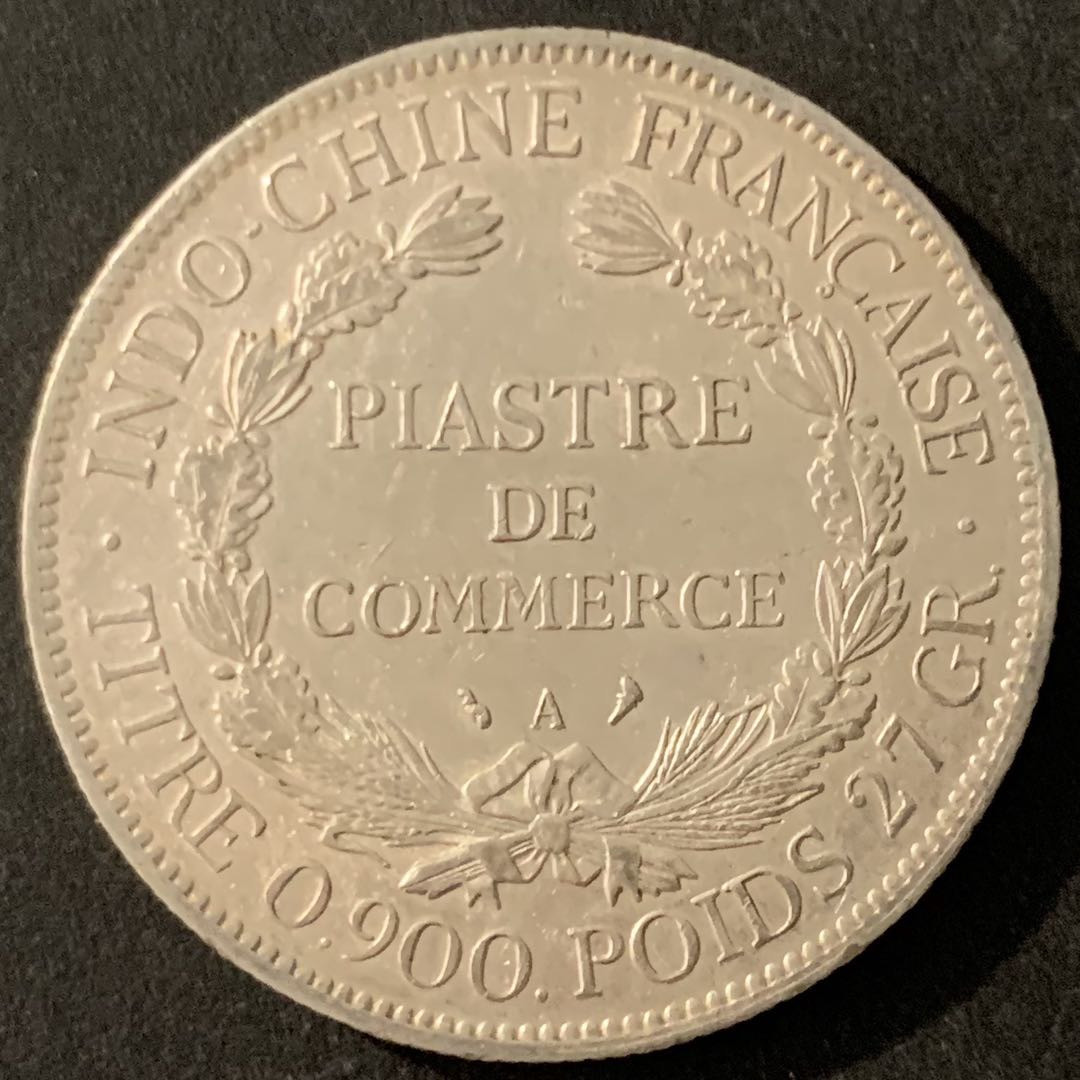 INDO-CHINE FRANÇAISE
PIASTRE
DE
COMMERCE
A
· TITRE 0.900. POIDS 27 GR. ·